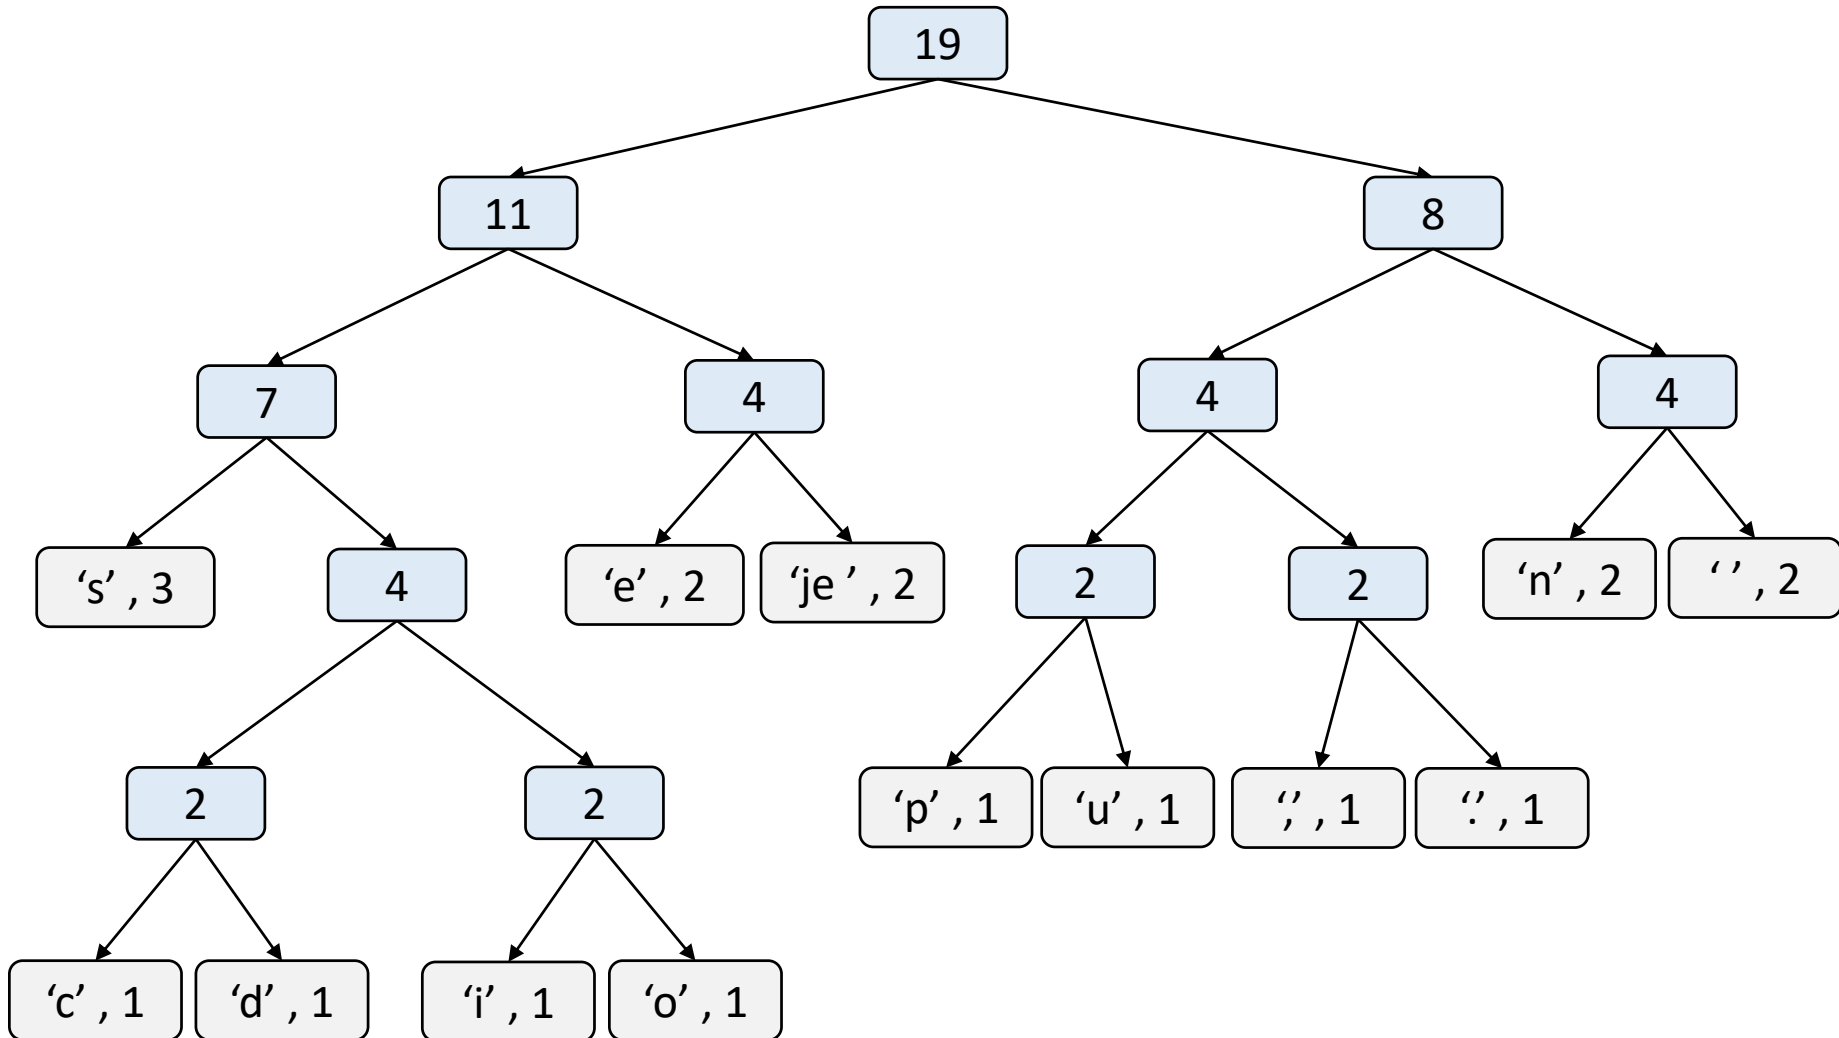 19
11 8
7 4 4 4
‘s’ , 3 4 ‘e’ , 2 ‘je ’ , 2 2 2 ‘n’ , 2 ‘ ’ , 2
2 2 ‘p’ , 1 ‘u’ , 1 ‘,’ , 1 ‘.’ , 1
‘c’ , 1 ‘d’ , 1 ‘i’ , 1 ‘o’ , 1